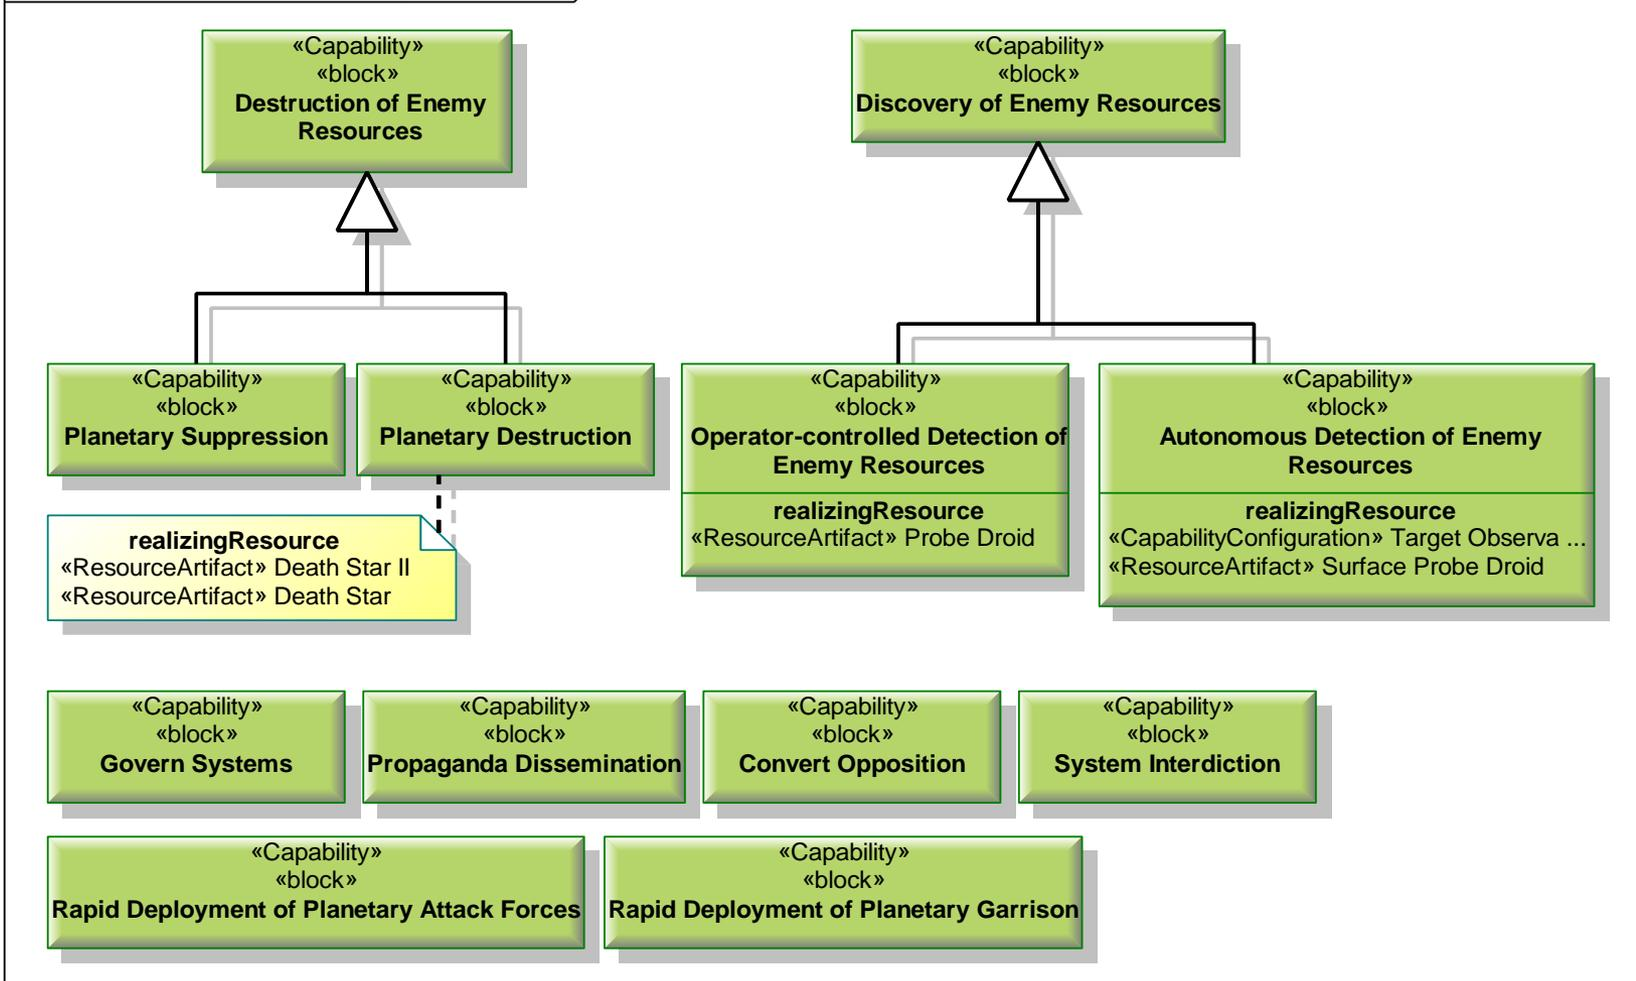 «Capability»
«block»
Destruction of Enemy
Resources
«Capability»
«block»
Discovery of Enemy Resources
«Capability»
«block»
Planetary Suppression
«Capability»
«block»
Planetary Destruction
realizingResource
«ResourceArtifact» Death Star II
«ResourceArtifact» Death Star
«Capability»
«block»
Operator-controlled Detection of
Enemy Resources
realizingResource
«ResourceArtifact» Probe Droid
«Capability»
«block»
Autonomous Detection of Enemy
Resources
realizingResource
«CapabilityConfiguration» Target Observa ...
«ResourceArtifact» Surface Probe Droid
«Capability»
«block»
Govern Systems
«Capability»
«block»
Propaganda Dissemination
«Capability»
«block»
Convert Opposition
«Capability»
«block»
System Interdiction
«Capability»
«block»
Rapid Deployment of Planetary Attack Forces
«Capability»
«block»
Rapid Deployment of Planetary Garrison